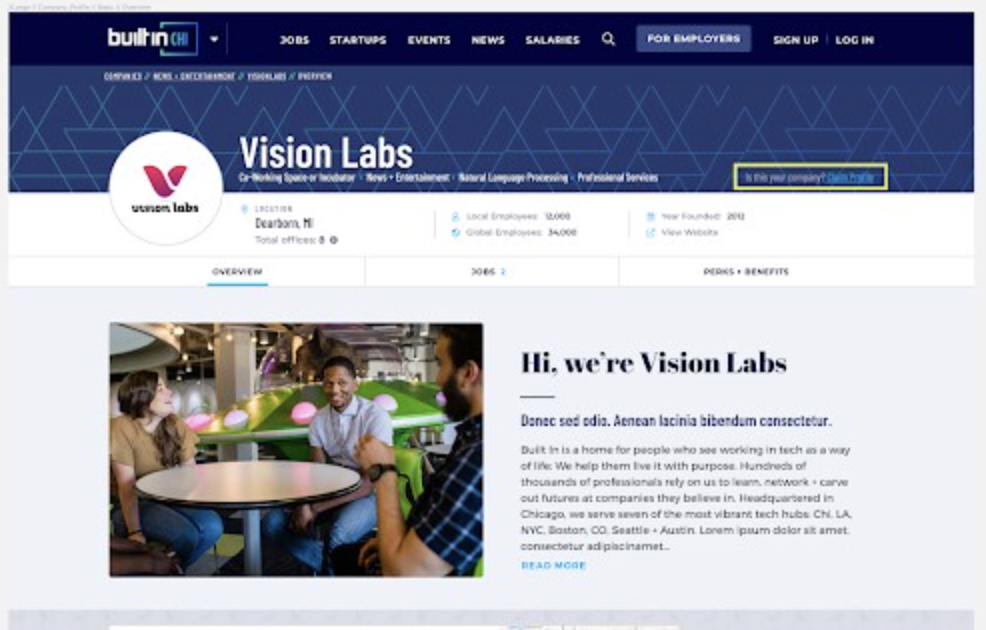 builtin CHI
JOBS STARTUPS EVENTS NEWS SALARIES FOR EMPLOYERS SIGN UP LOG IN
COMPANIES // NEWS + ENTERTAINMENT // VISIONLABS // OVERVIEW
Vision Labs
Co-Working Space or Incubator · News + Entertainment · Natural Language Processing · Professional Services
Is this your company? Claim Profile
vision labs
LOCATION
Dearborn, MI
Total offices: 8
Local Employees: 12,000
Global Employees: 34,000
Year Founded: 2012
View Website
OVERVIEW JOBS 2 PERKS + BENEFITS
Hi, we're Vision Labs
Donec sed odio. Aenean lacinia bibendum consectetur.
Built In is a home for people who see working in tech as a way
of life: We help them live it with purpose. Hundreds of
thousands of professionals rely on us to learn, network + carve
out futures at companies they believe in. Headquartered in
Chicago, we serve seven of the most vibrant tech hubs: CHI, LA,
NYC, Boston, CO, Seattle + Austin. Lorem ipsum dolor sit amet,
consectetur adipiscinamet...
READ MORE